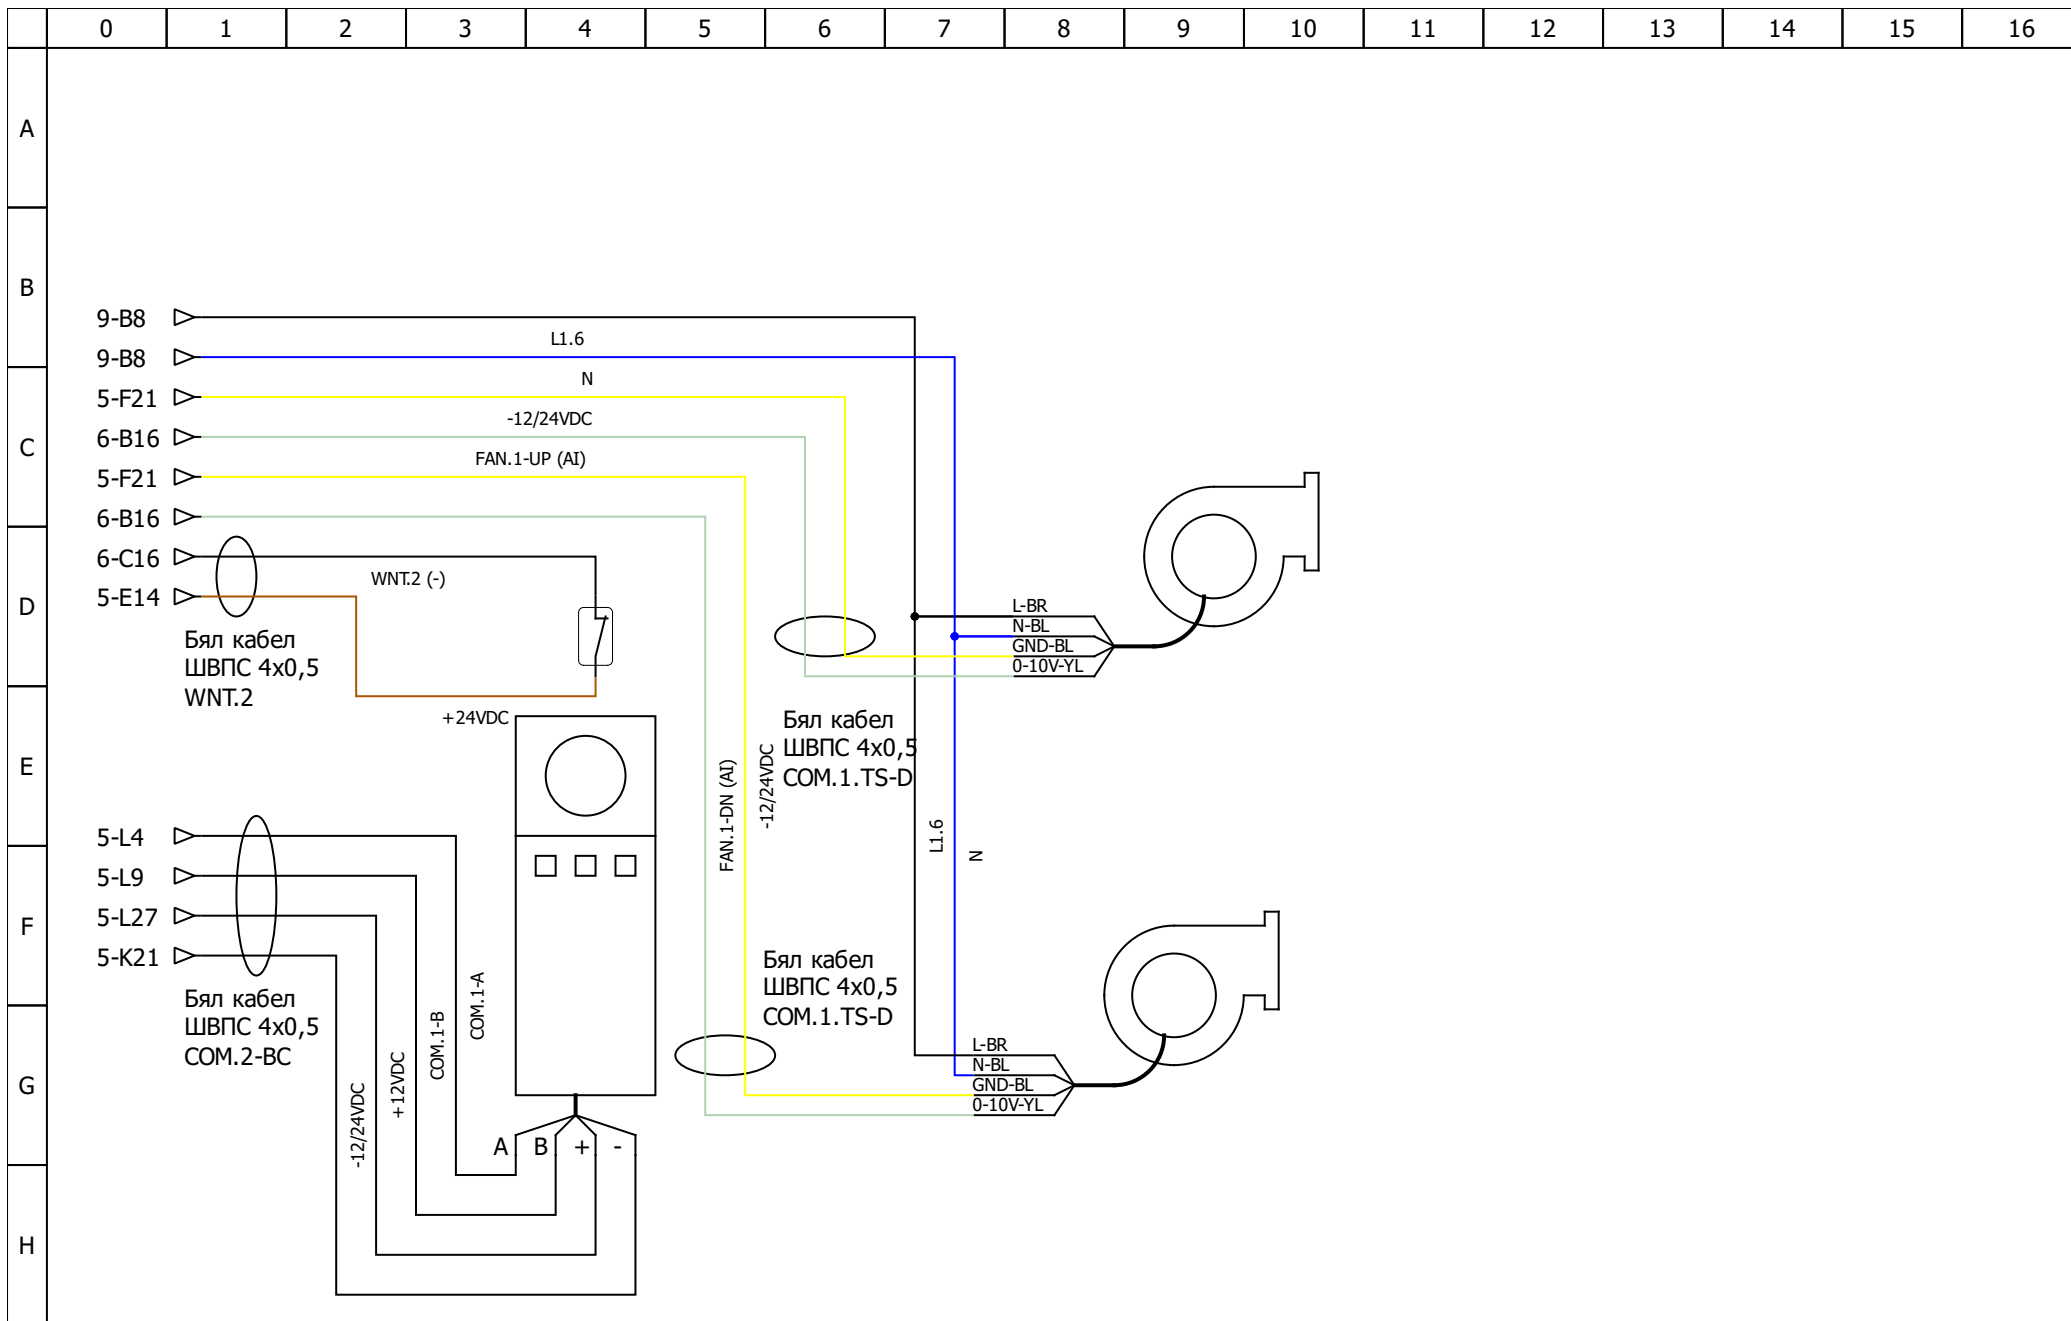 0 1 2 3 4 5 6 7 8 9 10 11 12 13 14 15 16
A
B
9-B8
L1.6
9-B8
N
5-F21
-12/24VDC
C
6-B16
FAN.1-UP (AI)
5-F21
6-B16
6-C16
WNT.2 (-)
5-E14
D
Бял кабел
ШВПС 4x0,5
WNT.2
L-BR
N-BL
GND-BL
0-10V-YL
+24VDC
Бял кабел
ШВПС 4x0,5
COM.1.TS-D
E
FAN.1-DN (AI)
-12/24VDC
L1.6
N
5-L4
5-L9
5-L27
5-K21
F
Бял кабел
ШВПС 4x0,5
COM.2-BC
-12/24VDC
+12VDC
COM.1-B
COM.1-A
Бял кабел
ШВПС 4x0,5
COM.1.TS-D
L-BR
N-BL
GND-BL
0-10V-YL
G
A B + -
H